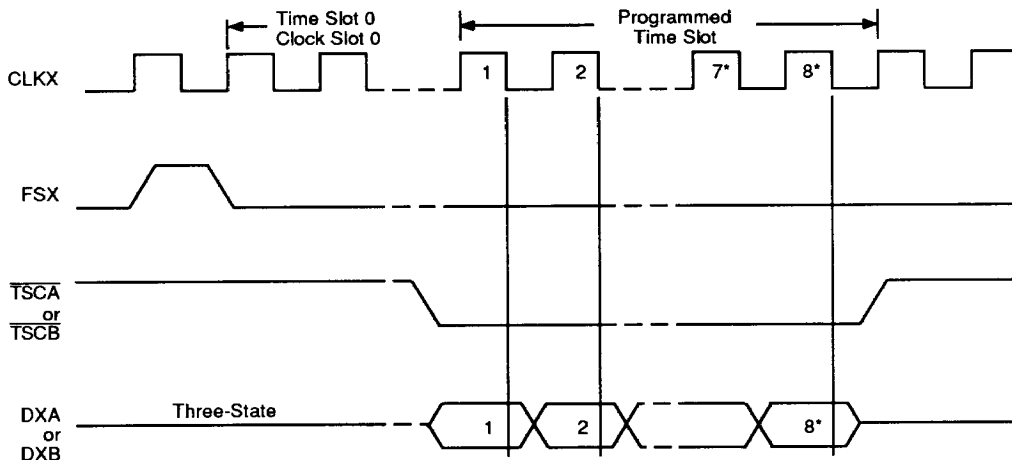 Time Slot 0
Clock Slot 0
Programmed
Time Slot
CLKX
1
2
7*
8*
FSX
TSCA
or
TSCB
DXA
or
DXB
Three-State
1
2
8*